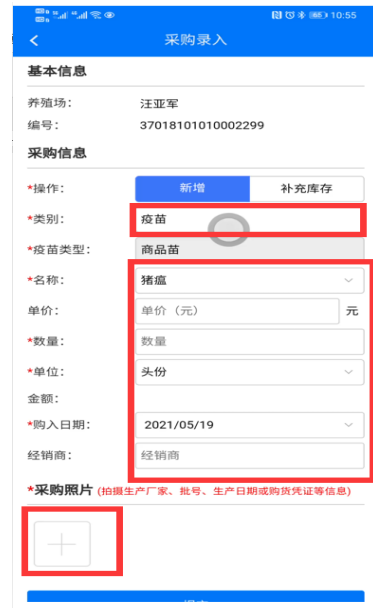 10:55
采购录入
基本信息
养殖场： 汪亚军
编号： 37018101010002299
采购信息
*操作： 新增 补充库存
*类别： 疫苗
*疫苗类型： 商品苗
*名称： 猪瘟
单价： 单价（元） 元
*数量： 数量
*单位： 头份
金额：
*购入日期： 2021/05/19
经销商： 经销商
*采购照片 (拍摄生产厂家、批号、生产日期或购货凭证等信息)